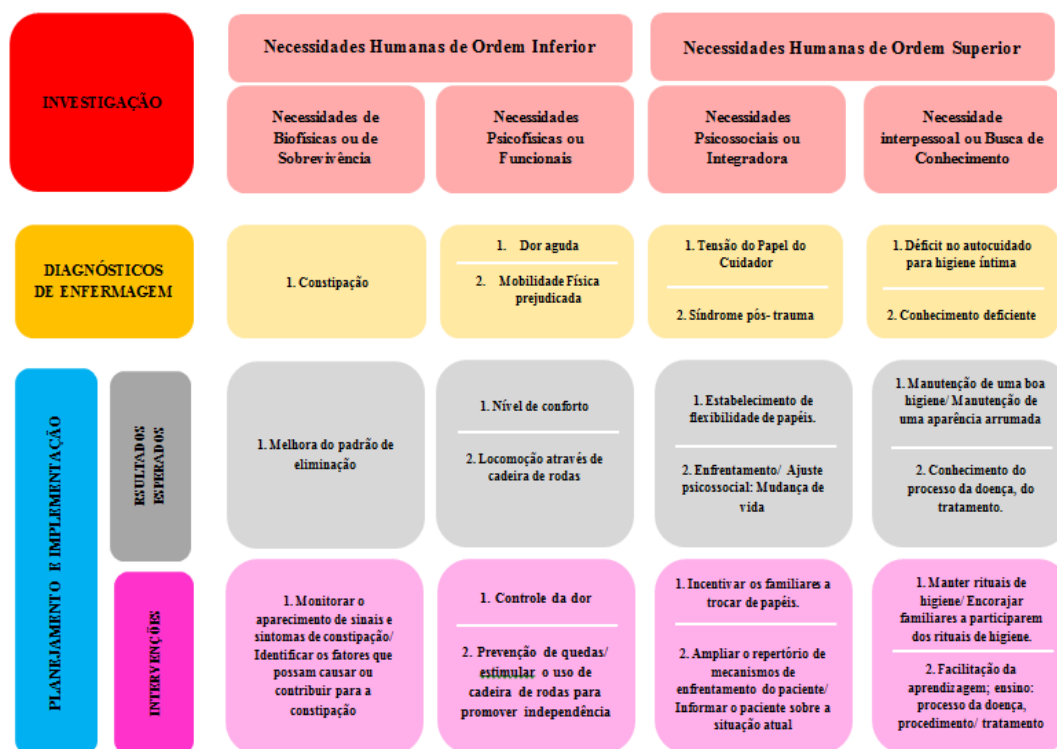 INVESTIGAÇÃO
Necessidades Humanas de Ordem Inferior
Necessidades Humanas de Ordem Superior
Necessidades de
Biofísicas ou de
Sobrevivência
Necessidades
Psicofísicas ou
Funcionais
Necessidades
Psicossociais ou
Integradora
Necessidade
interpessoal ou Busca de
Conhecimento
DIAGNÓSTICOS
DE ENFERMAGEM
1. Constipação
1. Dor aguda
2. Mobilidade Física
prejudicada
1. Tensão do Papel do
Cuidador
2. Síndrome pós- trauma
1. Déficit no autocuidado
para higiene íntima
2. Conhecimento deficiente
PLANEJAMENTO E IMPLEMENTAÇÃO
RSULTADOS
ESPERADOS
1. Melhora do padrão de
eliminação
1. Nível de conforto
2. Locomoção através de
cadeira de rodas
1. Estabelecimento de
flexibilidade de papéis.
2. Enfrentamento/ Ajuste
psicossocial: Mudança de
vida
1. Manutenção de uma boa
higiene/ Manutenção de
uma aparência arrumada
2. Conhecimento do
processo da doença, do
tratamento.
INTERVENÇÕES
1. Monitorar o
aparecimento de sinais e
sintomas de constipação/
Identificar os fatores que
possam causar ou
contribuir para a
constipação
1. Controle da dor
2. Prevenção de quedas/
estimular o uso de
cadeira de rodas para
promover independência
1. Incentivar os familiares a
trocar de papéis.
2. Ampliar o repertório de
mecanismos de
enfrentamento do paciente/
Informar o paciente sobre a
situação atual
1. Manter rituais de
higiene/ Encorajar
familiares a participarem
dos rituais de higiene.
2. Facilitação da
aprendizagem; ensino:
processo da doença,
procedimento/ tratamento